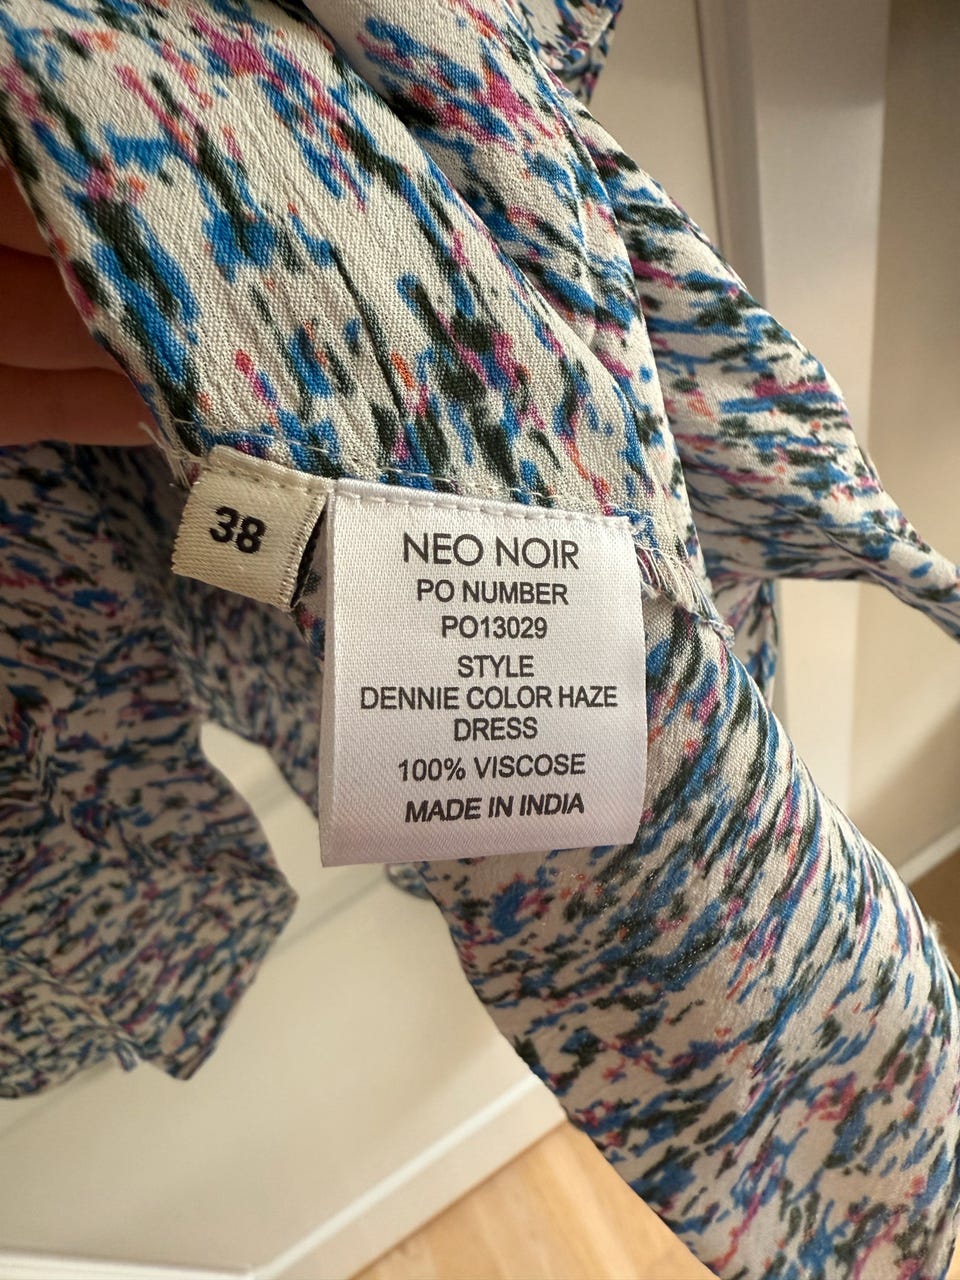 38
NEO NOIR
PO NUMBER
PO13029
STYLE
DENNIE COLOR HAZE
DRESS
100% VISCOSE
MADE IN INDIA